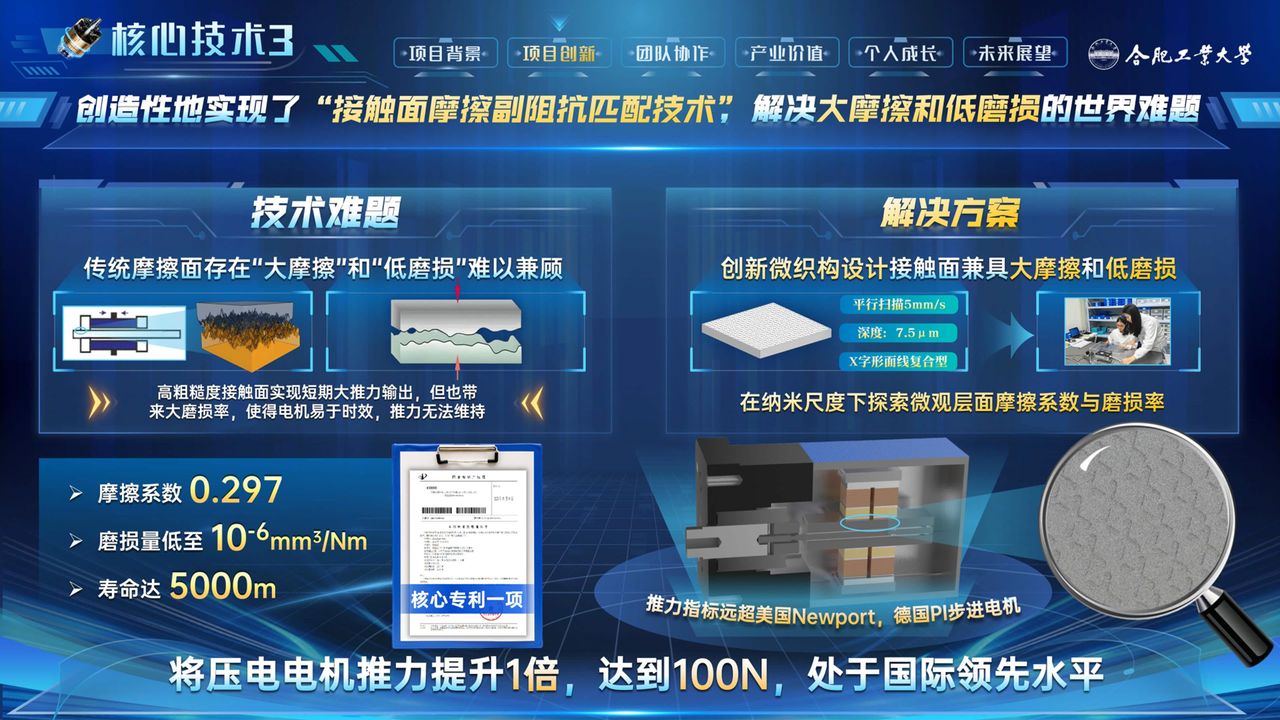 核心技术3
项目背景
项目创新
团队协作
产业价值
个人成长
未来展望
合肥工业大学
创造性地实现了“接触面摩擦副阻抗匹配技术”，解决大摩擦和低磨损的世界难题
技术难题
传统摩擦面存在“大摩擦”和“低磨损”难以兼顾
高粗糙度接触面实现短期大推力输出，但也带
来大磨损率，使得电机易于时效，推力无法维持
解决方案
创新微织构设计接触面兼具大摩擦和低磨损
平行扫描5mm/s
深度：7.5μm
X字形面线复合型
在纳米尺度下探索微观层面摩擦系数与磨损率
摩擦系数 0.297
磨损量低至 10⁻⁶mm³/Nm
寿命达 5000m
核心专利一项
推力指标远超美国Newport，德国PI步进电机
将压电电机推力提升1倍，达到100N，处于国际领先水平